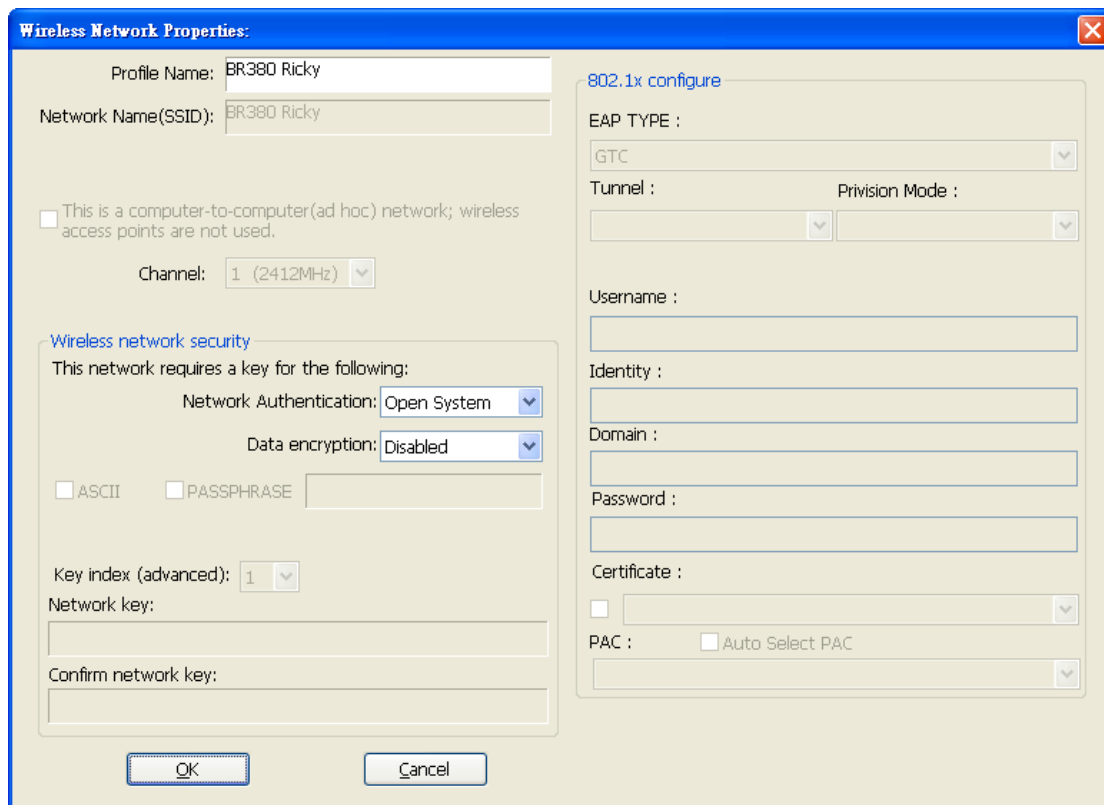 Wireless Network Properties:
Profile Name: BR380 Ricky
Network Name(SSID): BR380 Ricky
This is a computer-to-computer(ad hoc) network; wireless
access points are not used.
Channel: 1 (2412MHz)
Wireless network security
This network requires a key for the following:
Network Authentication: Open System
Data encryption: Disabled
ASCII PASSPHRASE
Key index (advanced): 1
Network key:
Confirm network key:
OK Cancel
802.1x configure
EAP TYPE :
GTC
Tunnel : Privision Mode :
Username :
Identity :
Domain :
Password :
Certificate :
PAC : Auto Select PAC